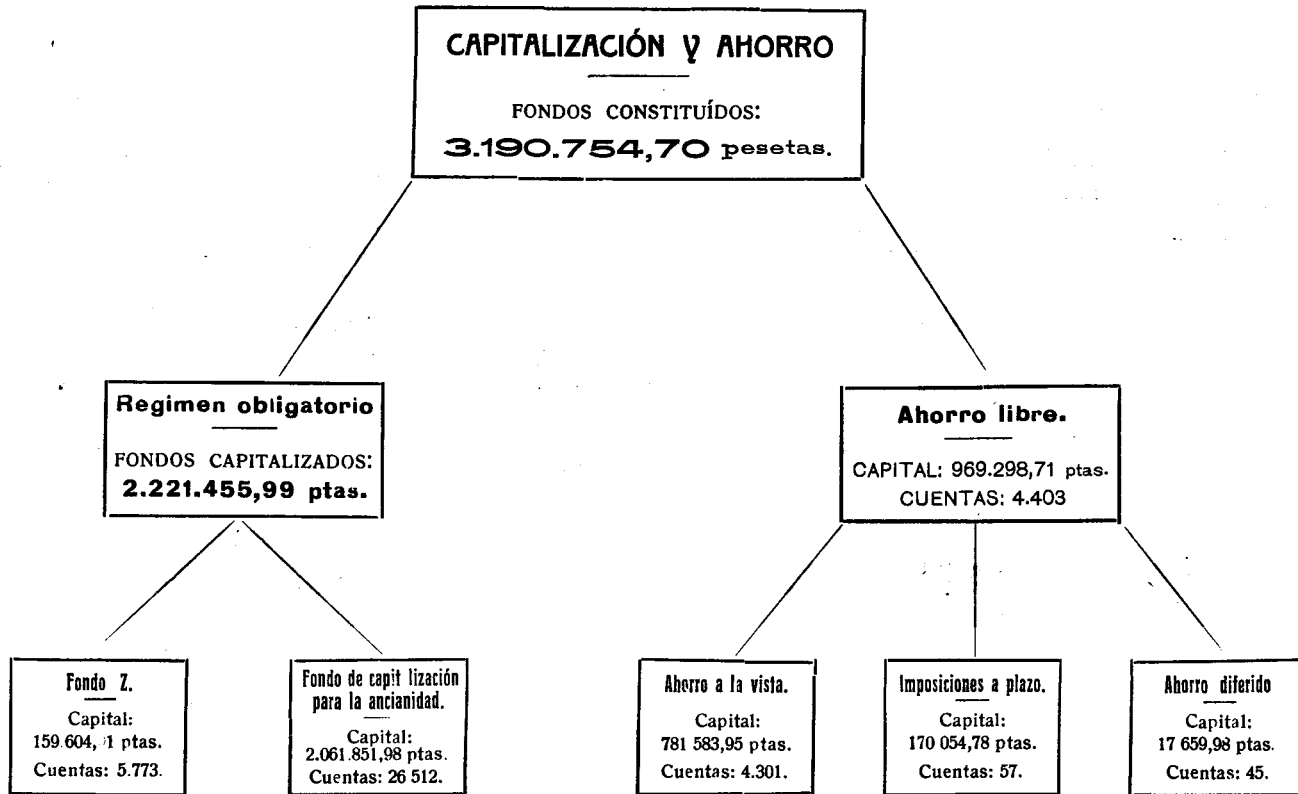 CAPITALIZACIÓN Y AHORRO
FONDOS CONSTITUÍDOS:
3.190.754,70 pesetas.
Regimen obligatorio
FONDOS CAPITALIZADOS:
2.221.455,99 ptas.
Ahorro libre.
CAPITAL: 969.298,71 ptas.
CUENTAS: 4.403
Fondo Z.
Capital:
159.604, 1 ptas.
Cuentas: 5.773.
Fondo de capit lización
para la ancianidad.
Capital:
2.061.851,98 ptas.
Cuentas: 26 512.
Ahorro a la vista.
Capital:
781 583,95 ptas.
Cuentas: 4.301.
Imposiciones a plazo.
Capital:
170 054,78 ptas.
Cuentas: 57.
Ahorro diferido
Capital:
17 659,98 ptas.
Cuentas: 45.